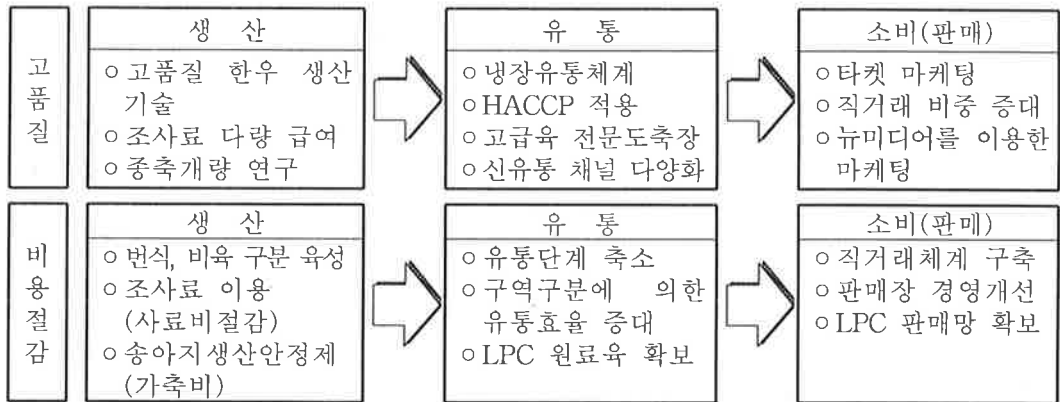 고품질
생 산
○ 고품질 한우 생산
기술
○ 조사료 다량 급여
○ 종축개량 연구
유 통
○ 냉장유통체계
○ HACCP 적용
○ 고급육 전문도축장
○ 신유통 채널 다양화
소비(판매)
○ 타켓 마케팅
○ 직거래 비중 증대
○ 뉴미디어를 이용한
마케팅
비용절감
생 산
○ 번식, 비육 구분 육성
○ 조사료 이용
(사료비절감)
○ 송아지생산안정제
(가축비)
유 통
○ 유통단계 축소
○ 구역구분에 의한
유통효율 증대
○ LPC 원료육 확보
소비(판매)
○ 직거래체계 구축
○ 판매장 경영개선
○ LPC 판매망 확보